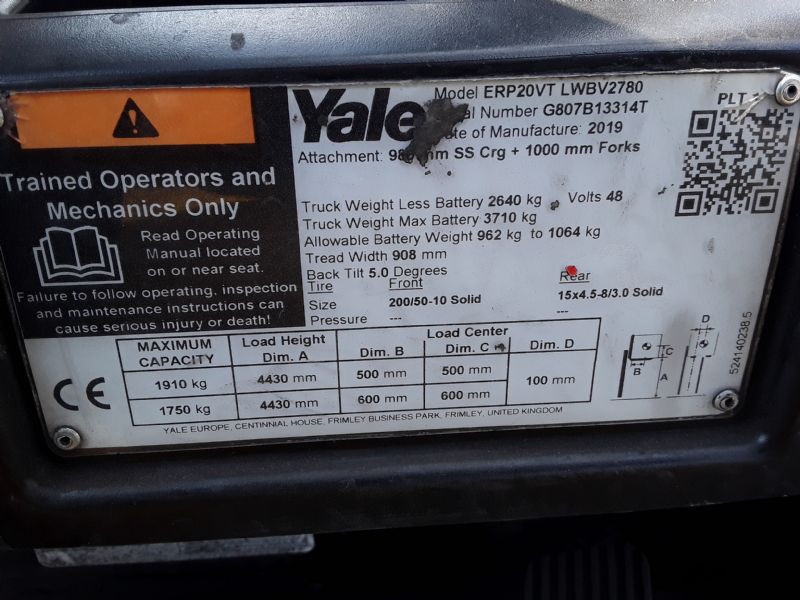 Yale
Model ERP20VT LWBV2780
PLT
Number G807B13314T
of Manufacture: 2019
Attachment: mm SS Crg + 1000 mm Forks
Trained Operators and
Mechanics Only
Read Operating
Manual located
on or near seat.
Failure to follow operating, inspection
and maintenance instructions can
cause serious injury or death!
Truck Weight Less Battery 2640 kg Volts 48
Truck Weight Max Battery 3710 kg
Allowable Battery Weight 962 kg to 1064 kg
Tread Width 908 mm
Back Tilt 5.0 Degrees
Tire Front Rear
Size 200/50-10 Solid 15x4.5-8/3.0 Solid
Pressure --- ---
MAXIMUM CAPACITY Load Height Dim. A Load Center
Dim. B Dim. C Dim. D
1910 kg 4430 mm 500 mm 500 mm 100 mm
1750 kg 4430 mm 600 mm 600 mm
CE
D
C
B
A
524140238.5
YALE EUROPE, CENTINNIAL HOUSE, FRIMLEY BUSINESS PARK, FRIMLEY, UNITED KINGDOM